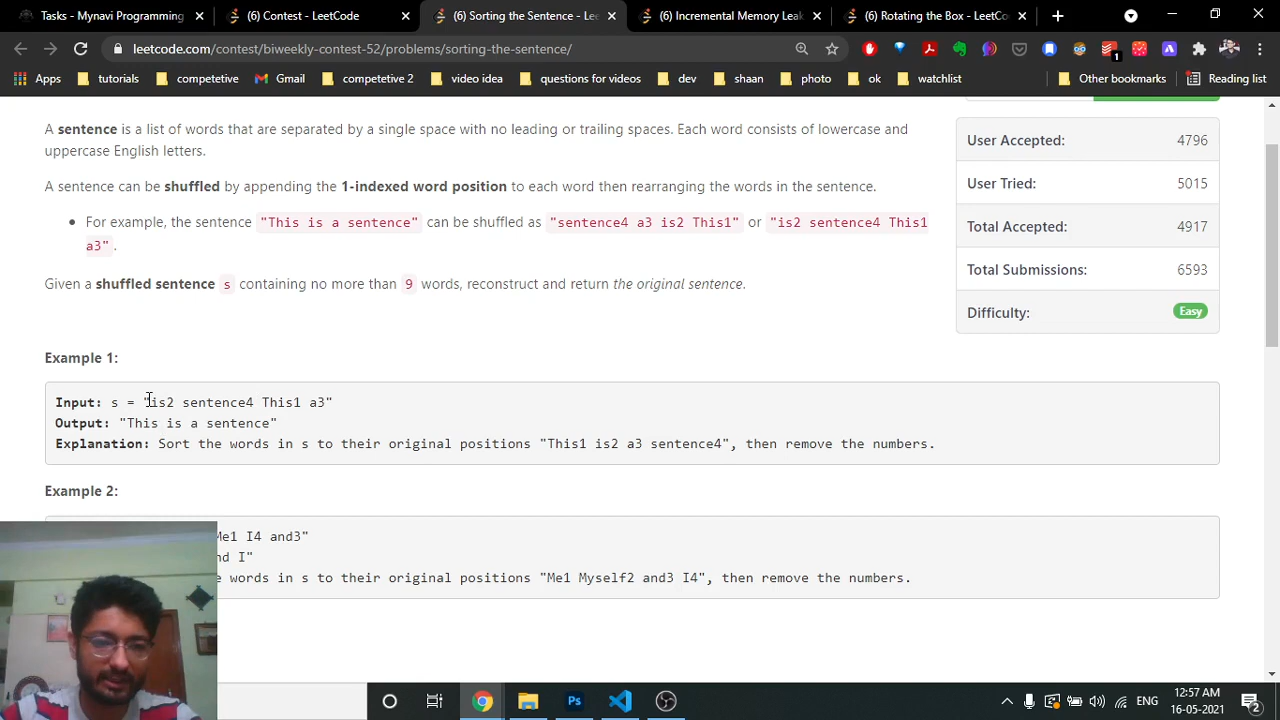 Tasks - Mynavi Programming
(6) Contest - LeetCode
(6) Sorting the Sentence - Le
(6) Incremental Memory Leak
(6) Rotating the Box - LeetCo
leetcode.com/contest/biweekly-contest-52/problems/sorting-the-sentence/
1
Apps
tutorials
competetive
Gmail
competetive 2
video idea
questions for videos
dev
shaan
photo
ok
watchlist
Other bookmarks
Reading list
A sentence is a list of words that are separated by a single space with no leading or trailing spaces. Each word consists of lowercase and
uppercase English letters.
A sentence can be shuffled by appending the 1-indexed word position to each word then rearranging the words in the sentence.
• For example, the sentence "This is a sentence" can be shuffled as "sentence4 a3 is2 This1" or "is2 sentence4 This1
a3".
Given a shuffled sentence s containing no more than 9 words, reconstruct and return the original sentence.
User Accepted: 4796
User Tried: 5015
Total Accepted: 4917
Total Submissions: 6593
Difficulty: Easy
Example 1:
Input: s = "is2 sentence4 This1 a3"
Output: "This is a sentence"
Explanation: Sort the words in s to their original positions "This1 is2 a3 sentence4", then remove the numbers.
Example 2:
Me1 I4 and3"
nd I"
words in s to their original positions "Me1 Myself2 and3 I4", then remove the numbers.
Ps
ENG
12:57 AM
16-05-2021
2